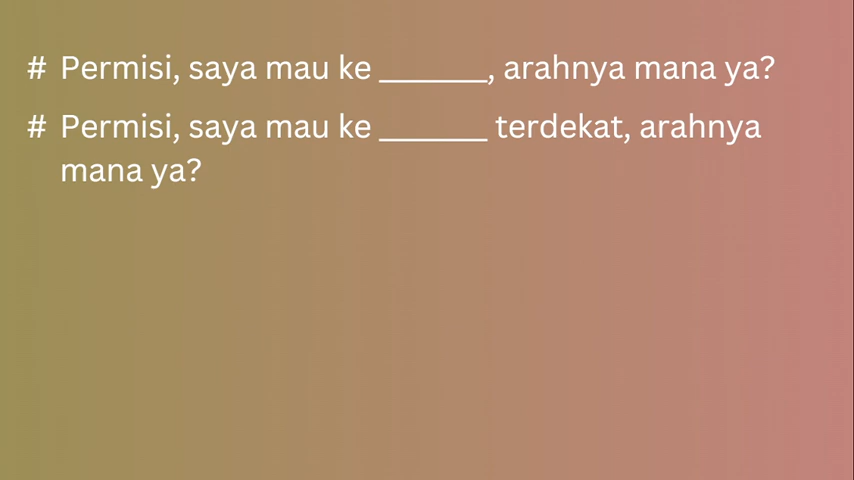 # Permisi, saya mau ke _______, arahnya mana ya?
# Permisi, saya mau ke _______ terdekat, arahnya
mana ya?